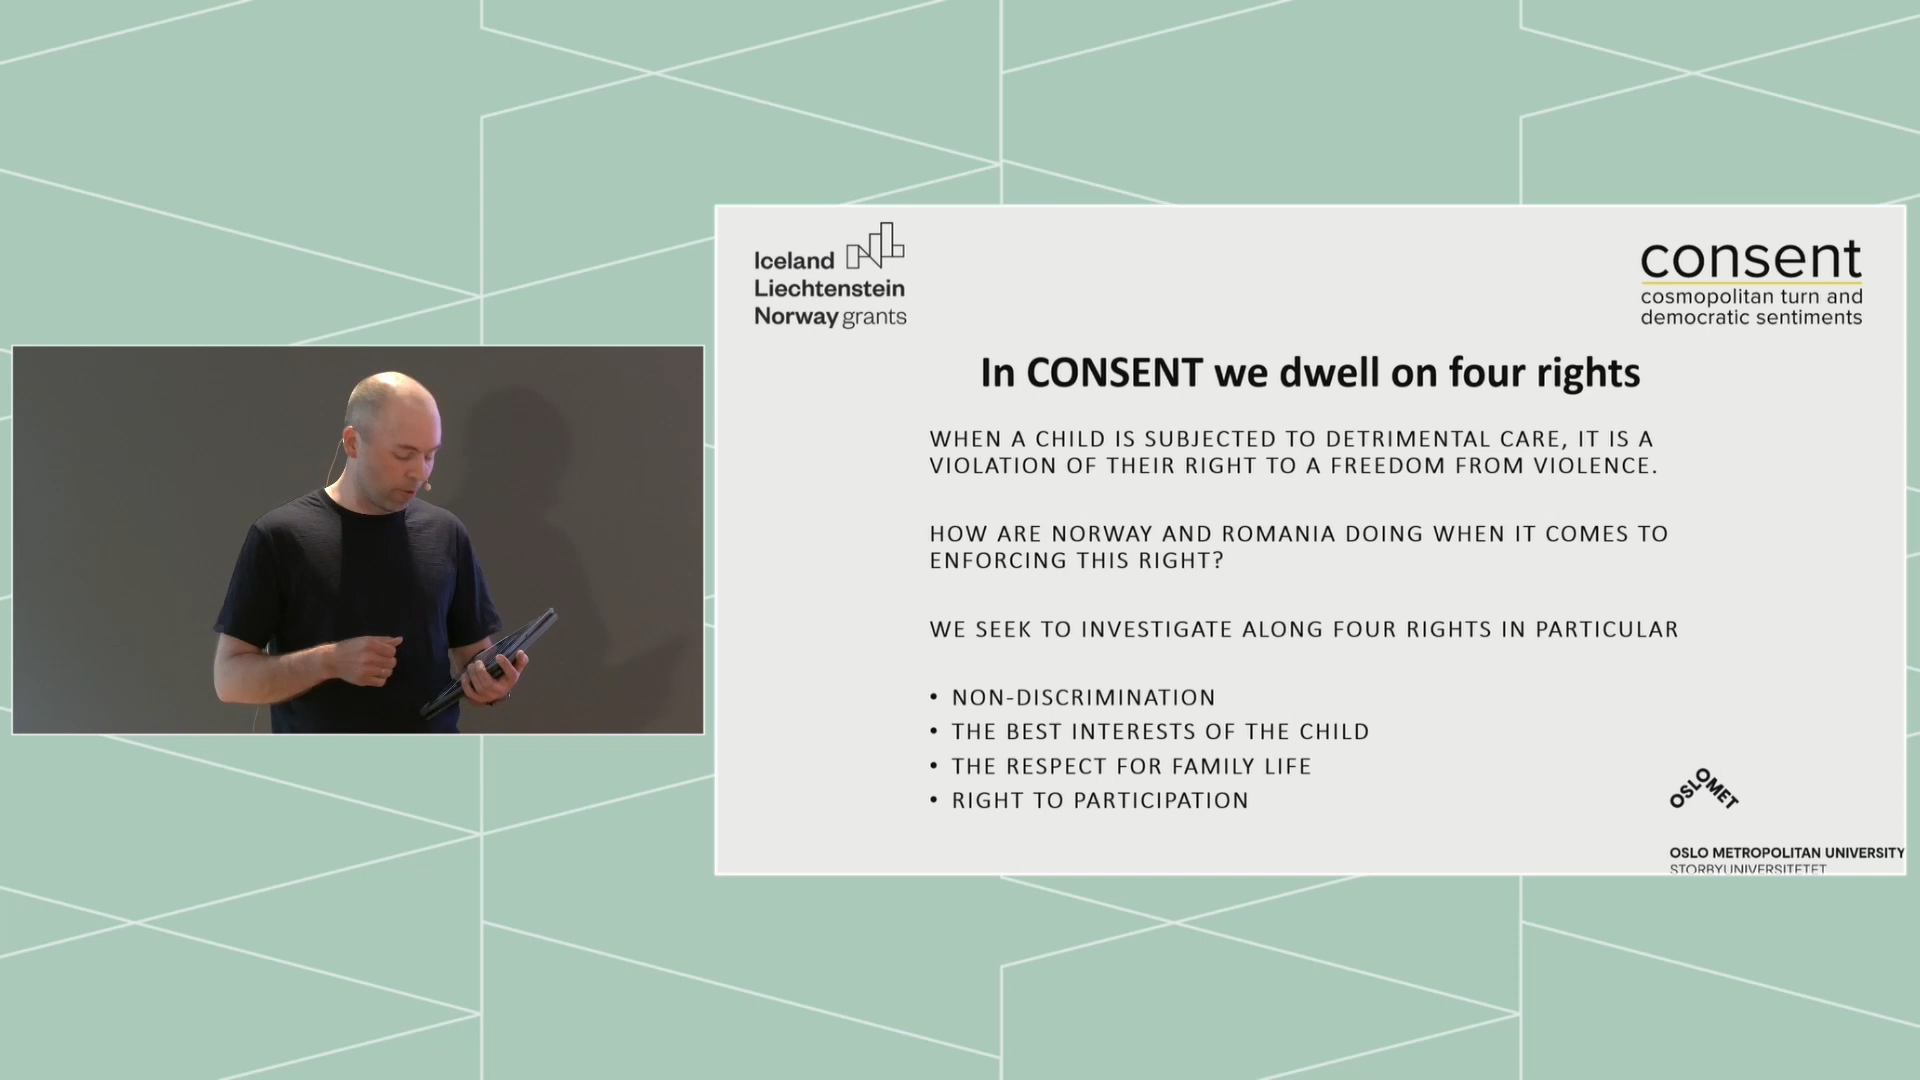 Iceland
Liechtenstein
Norway grants
consent
cosmopolitan turn and
democratic sentiments
In CONSENT we dwell on four rights
WHEN A CHILD IS SUBJECTED TO DETRIMENTAL CARE, IT IS A
VIOLATION OF THEIR RIGHT TO A FREEDOM FROM VIOLENCE.
HOW ARE NORWAY AND ROMANIA DOING WHEN IT COMES TO
ENFORCING THIS RIGHT?
WE SEEK TO INVESTIGATE ALONG FOUR RIGHTS IN PARTICULAR
• NON-DISCRIMINATION
• THE BEST INTERESTS OF THE CHILD
• THE RESPECT FOR FAMILY LIFE
• RIGHT TO PARTICIPATION
OSLOMET
OSLO METROPOLITAN UNIVERSITY
STORBYUNIVERSITETET